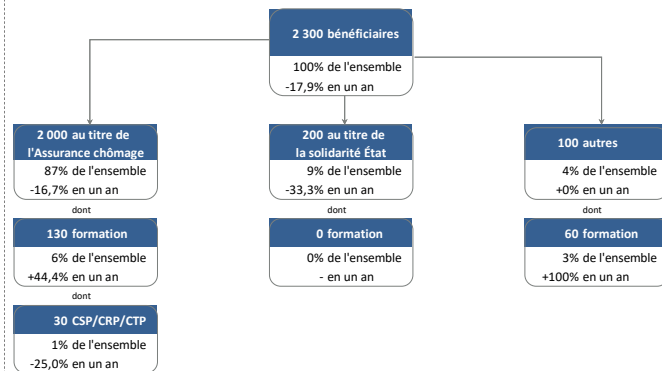 2 300 bénéficiaires
100% de l'ensemble
-17,9% en un an
2 000 au titre de
l'Assurance chômage
87% de l'ensemble
-16,7% en un an
dont
130 formation
6% de l'ensemble
+44,4% en un an
dont
30 CSP/CRP/CTP
1% de l'ensemble
-25,0% en un an
200 au titre de
la solidarité État
9% de l'ensemble
-33,3% en un an
dont
0 formation
0% de l'ensemble
- en un an
100 autres
4% de l'ensemble
+0% en un an
dont
60 formation
3% de l'ensemble
+100% en un an